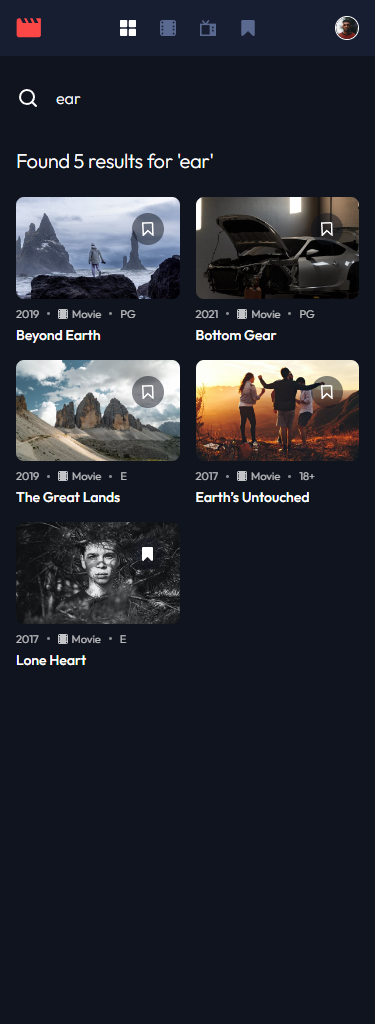 ear
Found 5 results for 'ear'
2019 • Movie • PG
Beyond Earth
2021 • Movie • PG
Bottom Gear
2019 • Movie • E
The Great Lands
2017 • Movie • 18+
Earth's Untouched
2017 • Movie • E
Lone Heart